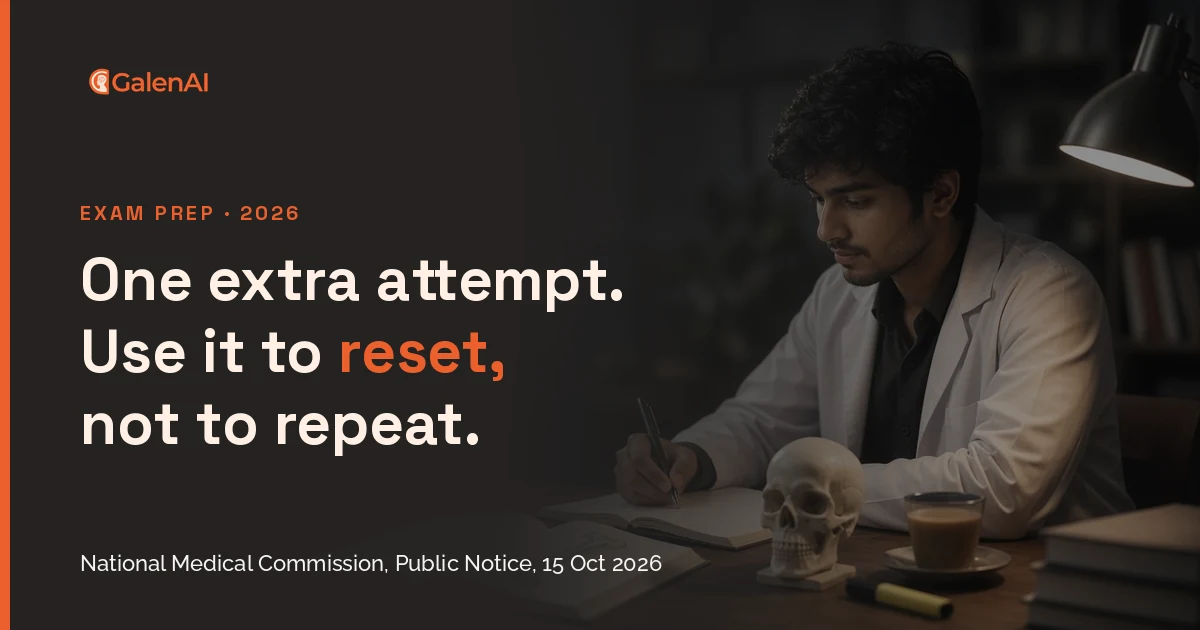 GalenAI
EXAM PREP · 2026
One extra attempt.
Use it to reset,
not to repeat.
National Medical Commission, Public Notice, 15 Oct 2026